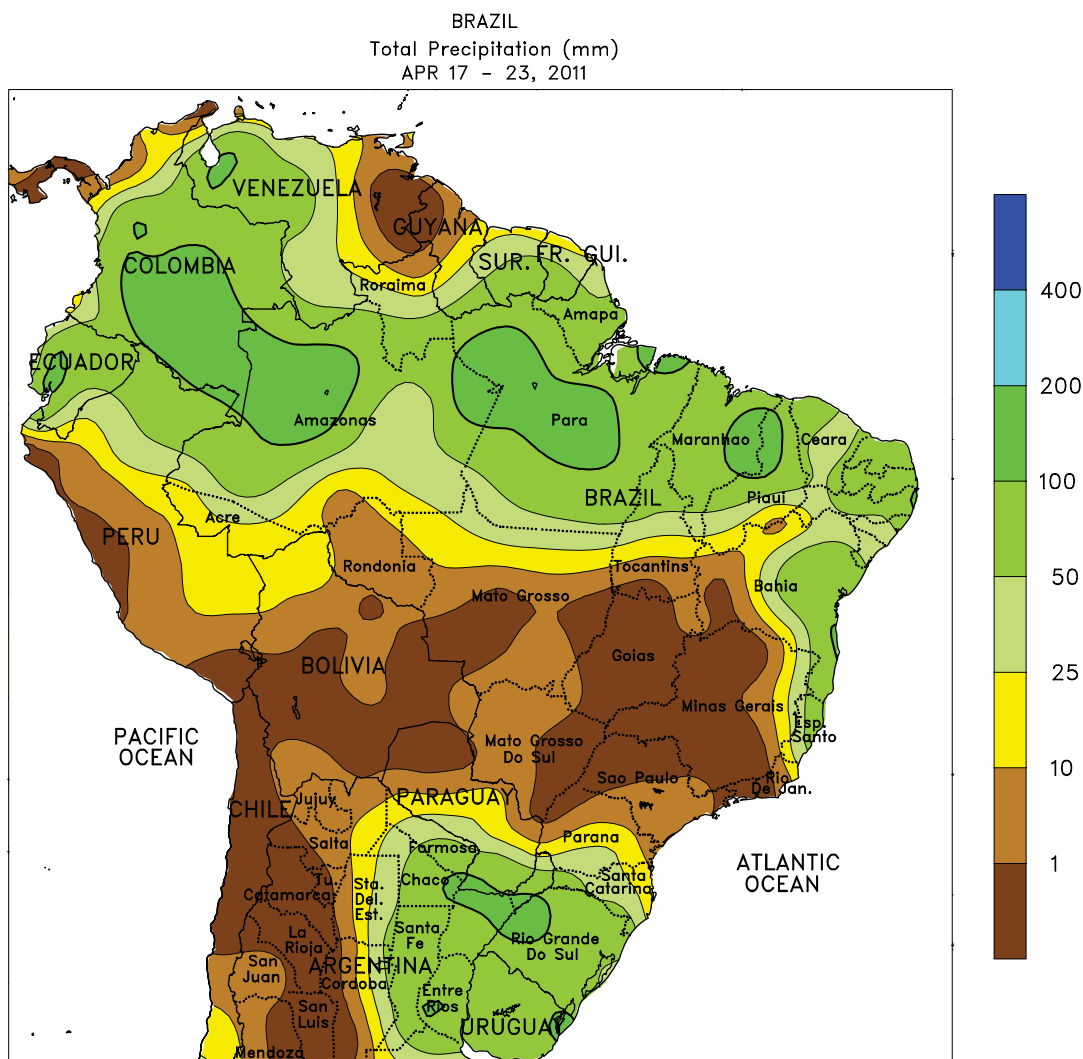 BRAZIL
Total Precipitation (mm)
APR 17 - 23, 2011
VENEZUELA
GUYANA
COLOMBIA
SUR.
FR. GUI.
Roraima
Amapa
ECUADOR
Amazonas
Para
Maranhao
Ceara
BRAZIL
Piaui
Acre
PERU
Rondonia
Tocantins
Mato Grosso
Bahia
BOLIVIA
Goias
Minas Gerais
Esp.
Santo
PACIFIC
OCEAN
Mato Grosso
Do Sul
Sao Paulo
Rio
De Jan.
CHILE
Jujuy
PARAGUAY
Salta
Formosa
Parana
ATLANTIC
OCEAN
Tu.
Catamarca
Sta.
Del.
Est.
Chaco
Santa
Catarina
La
Rioja
Santa
Fe
Rio Grande
Do Sul
San
Juan
ARGENTINA
Cordoba
Entre
Rios
San
Luis
URUGUAY
Mendoza
400
200
100
50
25
10
1